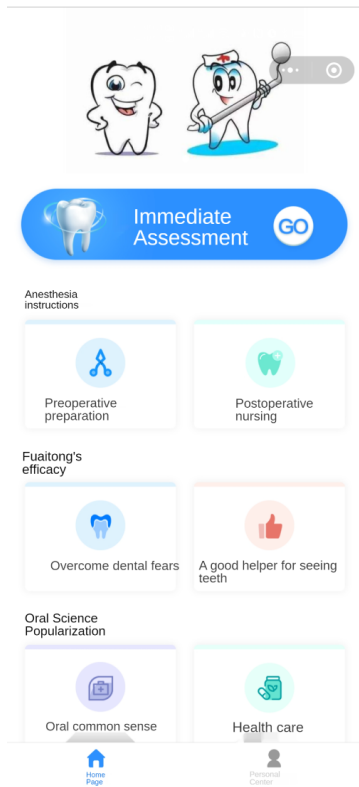 Immediate
Assessment
GO
Anesthesia
instructions
Preoperative
preparation
Postoperative
nursing
Fuaitong's
efficacy
Overcome dental fears
A good helper for seeing
teeth
Oral Science
Popularization
Oral common sense
Health care
Home
Page
Personal
Center